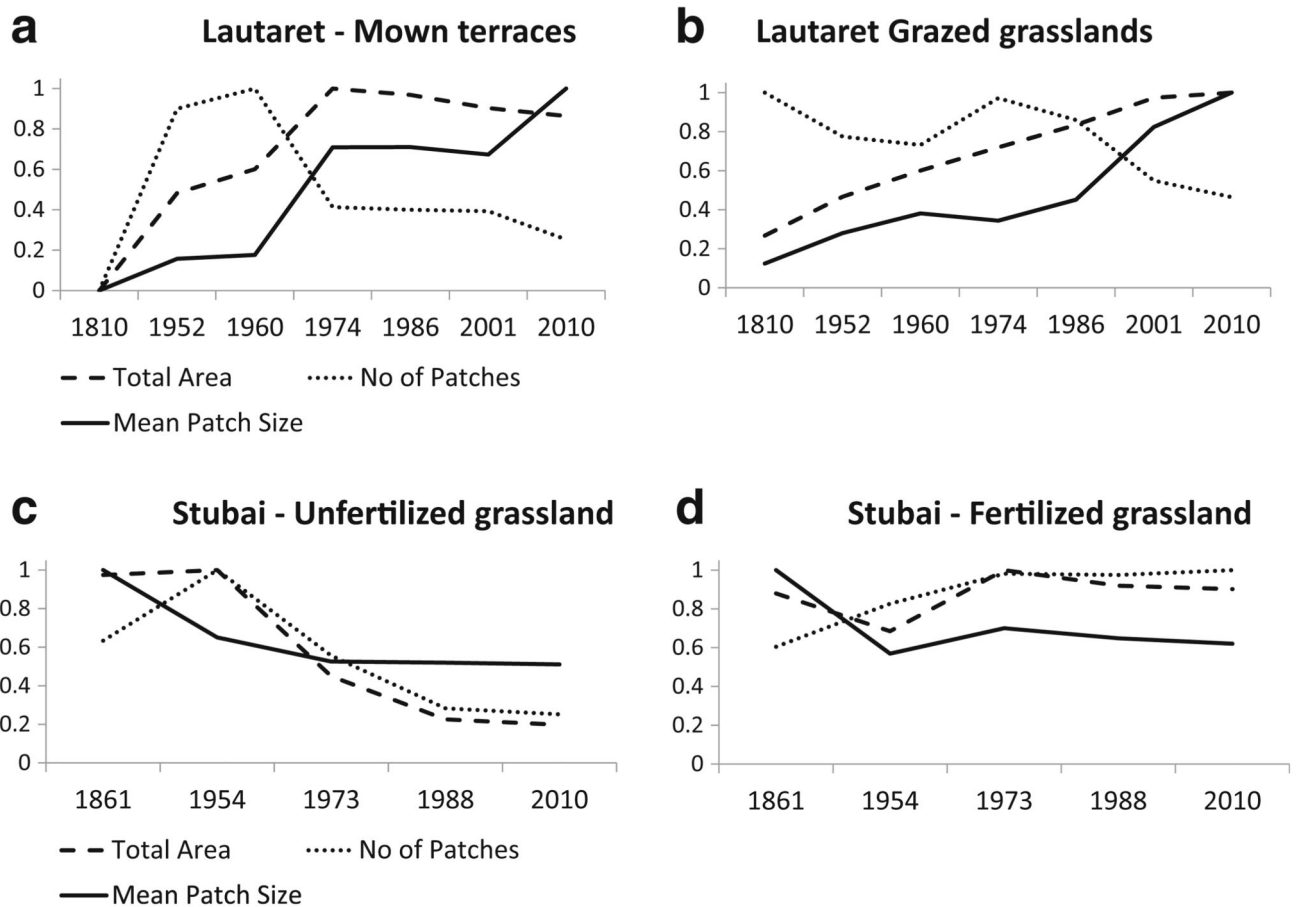 a Lautaret - Mown terraces
1
0.8
0.6
0.4
0.2
0
1810 1952 1960 1974 1986 2001 2010
Total Area No of Patches
Mean Patch Size
b Lautaret Grazed grasslands
1
0.8
0.6
0.4
0.2
0
1810 1952 1960 1974 1986 2001 2010
c Stubai - Unfertilized grassland
1
0.8
0.6
0.4
0.2
0
1861 1954 1973 1988 2010
Total Area No of Patches
Mean Patch Size
d Stubai - Fertilized grassland
1
0.8
0.6
0.4
0.2
0
1861 1954 1973 1988 2010